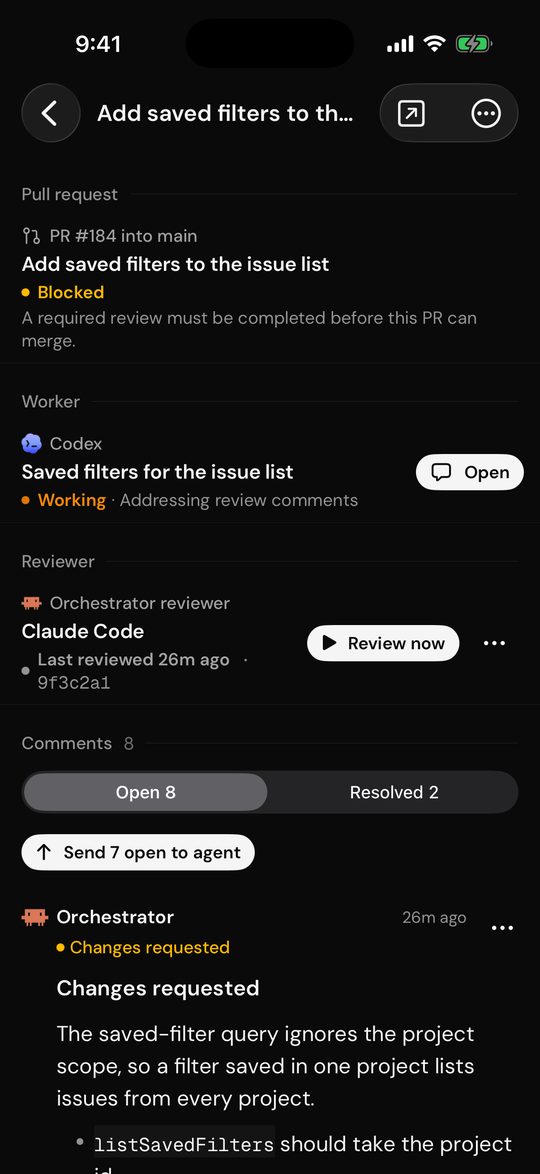 9:41
Add saved filters to th...
Pull request
PR #184 into main
Add saved filters to the issue list
Blocked
A required review must be completed before this PR can
merge.
Worker
Codex
Saved filters for the issue list
Open
Working · Addressing review comments
Reviewer
Orchestrator reviewer
Claude Code
Review now
Last reviewed 26m ago ·
9f3c2a1
Comments 8
Open 8
Resolved 2
Send 7 open to agent
Orchestrator
26m ago
Changes requested
Changes requested
The saved-filter query ignores the project
scope, so a filter saved in one project lists
issues from every project.
listSavedFilters should take the project
id